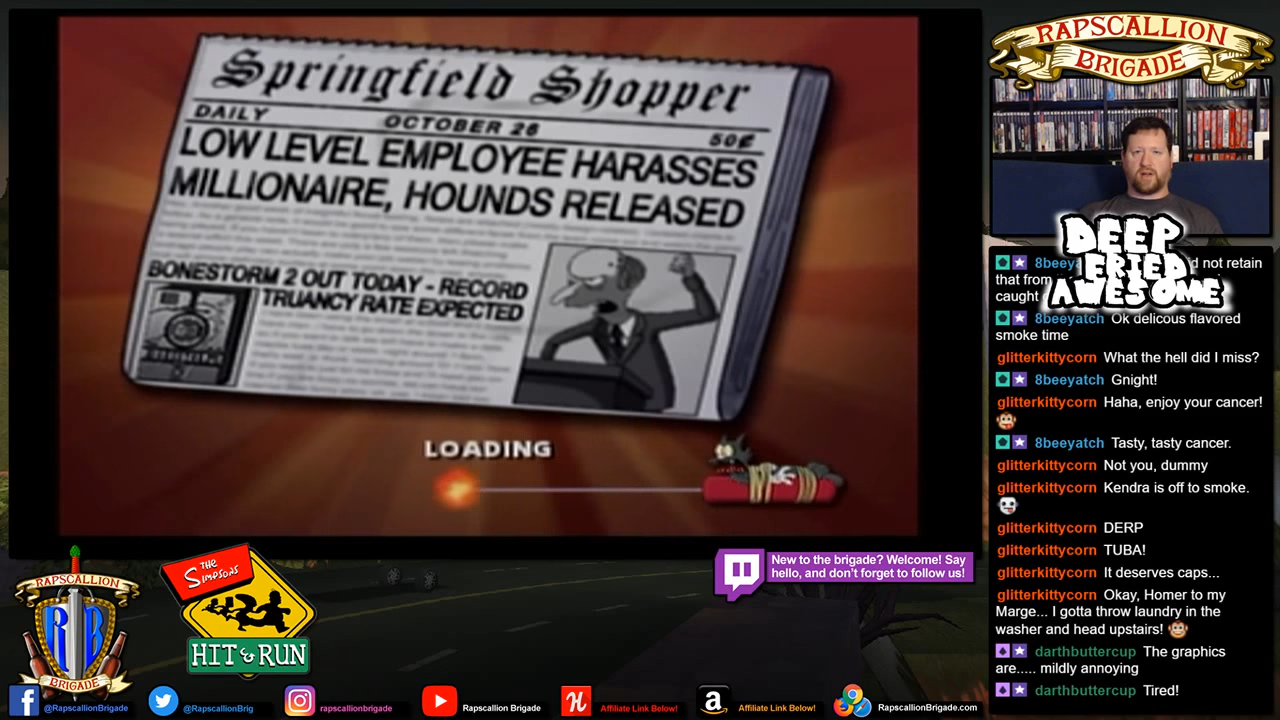 Springfield Shopper
DAILY
OCTOBER 26
50¢
LOW LEVEL EMPLOYEE HARASSES
MILLIONAIRE, HOUNDS RELEASED
BONESTORM 2 OUT TODAY - RECORD
TRUANCY RATE EXPECTED
LOADING
RAPSCALLION
BRIGADE
DEEP
FRIED
AWESOME
8beey
d not retain
that from
caught
8beeyatch Ok delicous flavored
smoke time
glitterkittycorn What the hell did I miss?
8beeyatch Gnight!
glitterkittycorn Haha, enjoy your cancer!
8beeyatch Tasty, tasty cancer.
glitterkittycorn Not you, dummy
glitterkittycorn Kendra is off to smoke.
glitterkittycorn DERP
glitterkittycorn TUBA!
glitterkittycorn It deserves caps...
glitterkittycorn Okay, Homer to my
Marge... I gotta throw laundry in the
washer and head upstairs!
darthbuttercup The graphics
are..... mildly annoying
darthbuttercup Tired!
New to the brigade? Welcome! Say
hello, and don't forget to follow us!
RAPSCALLION
RB
BRIGADE
THE
SIMPSONS
HIT & RUN
@RapscallionBrigade
@RapscallionBrig
rapscallionbrigade
Rapscallion Brigade
Affiliate Link Below!
Affiliate Link Below!
RapscallionBrigade.com